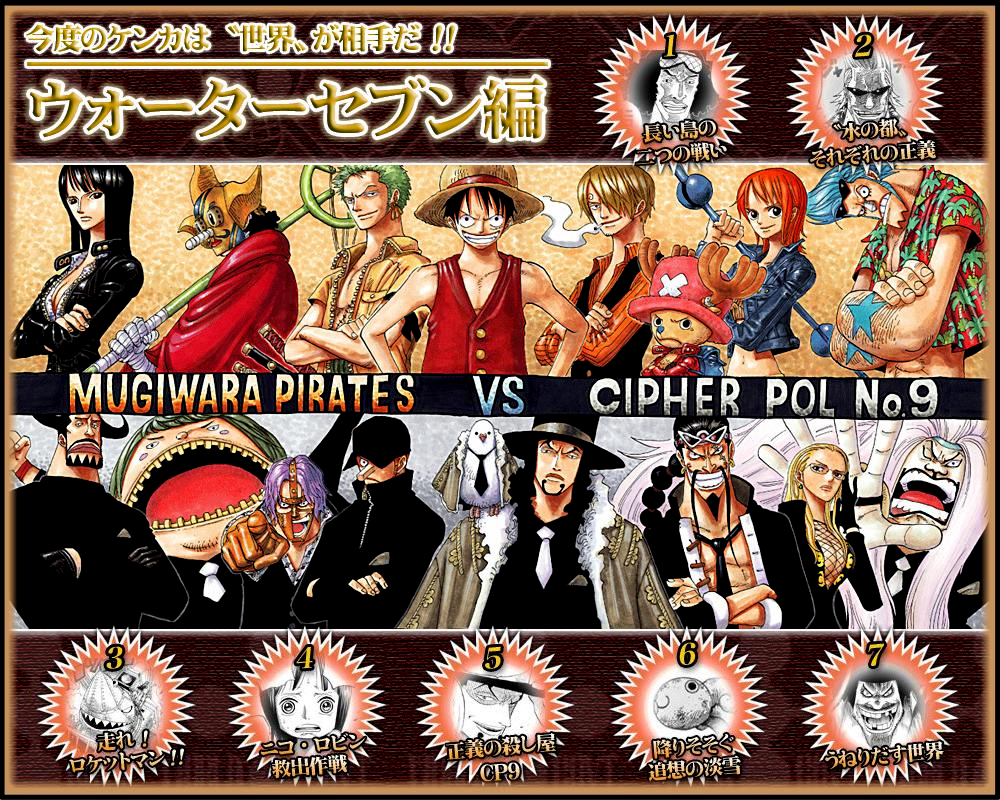 今度のケンカは〝世界〟が相手だ!!
ウォーターセブン編
1
長い島の
二つの戦い
2
〝水の都〟
それぞれの正義
MUGIWARA PIRATES VS CIPHER POL No.9
3
走れ!
ロケットマン!!
4
ニコ・ロビン
救出作戦
5
正義の殺し屋
CP9
6
降りそそぐ
追想の淡雪
7
うねりだす世界